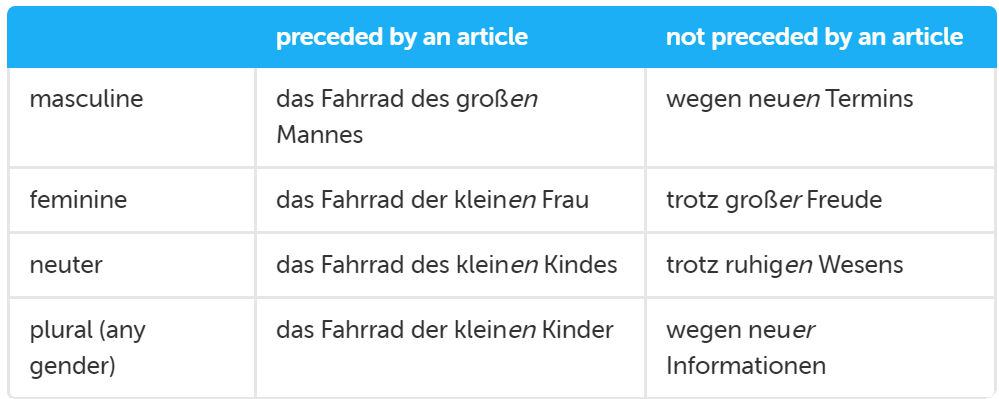 preceded by an article
not preceded by an article
masculine
das Fahrrad des großen
Mannes
wegen neuen Termins
feminine
das Fahrrad der kleinen Frau
trotz großer Freude
neuter
das Fahrrad des kleinen Kindes
trotz ruhigen Wesens
plural (any
gender)
das Fahrrad der kleinen Kinder
wegen neuer
Informationen